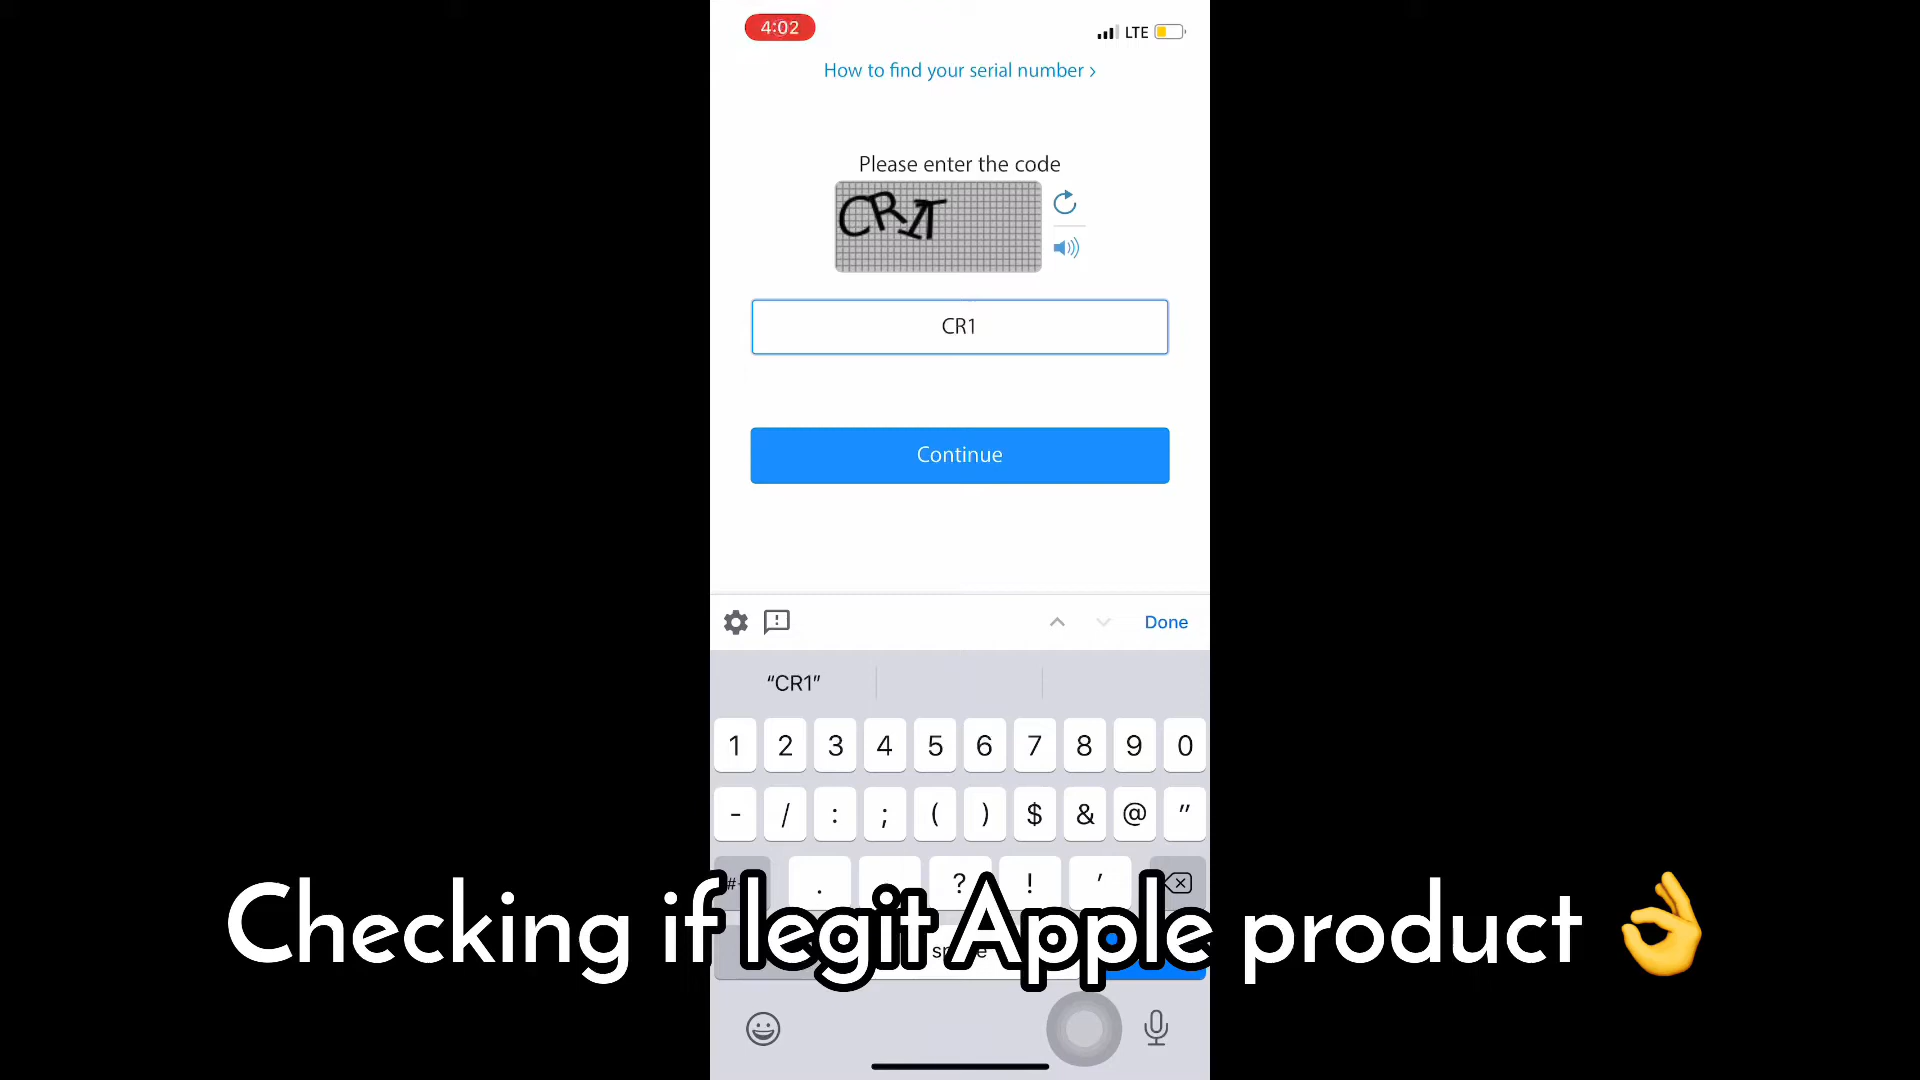 4:02
LTE
How to find your serial number ›
Please enter the code
CRIT
CR1
Continue
Done
“CR1”
1 2 3 4 5 6 7 8 9 0
- / : ; ( ) $ & @ "
. ? ! ’
Checking if legit Apple product 👌